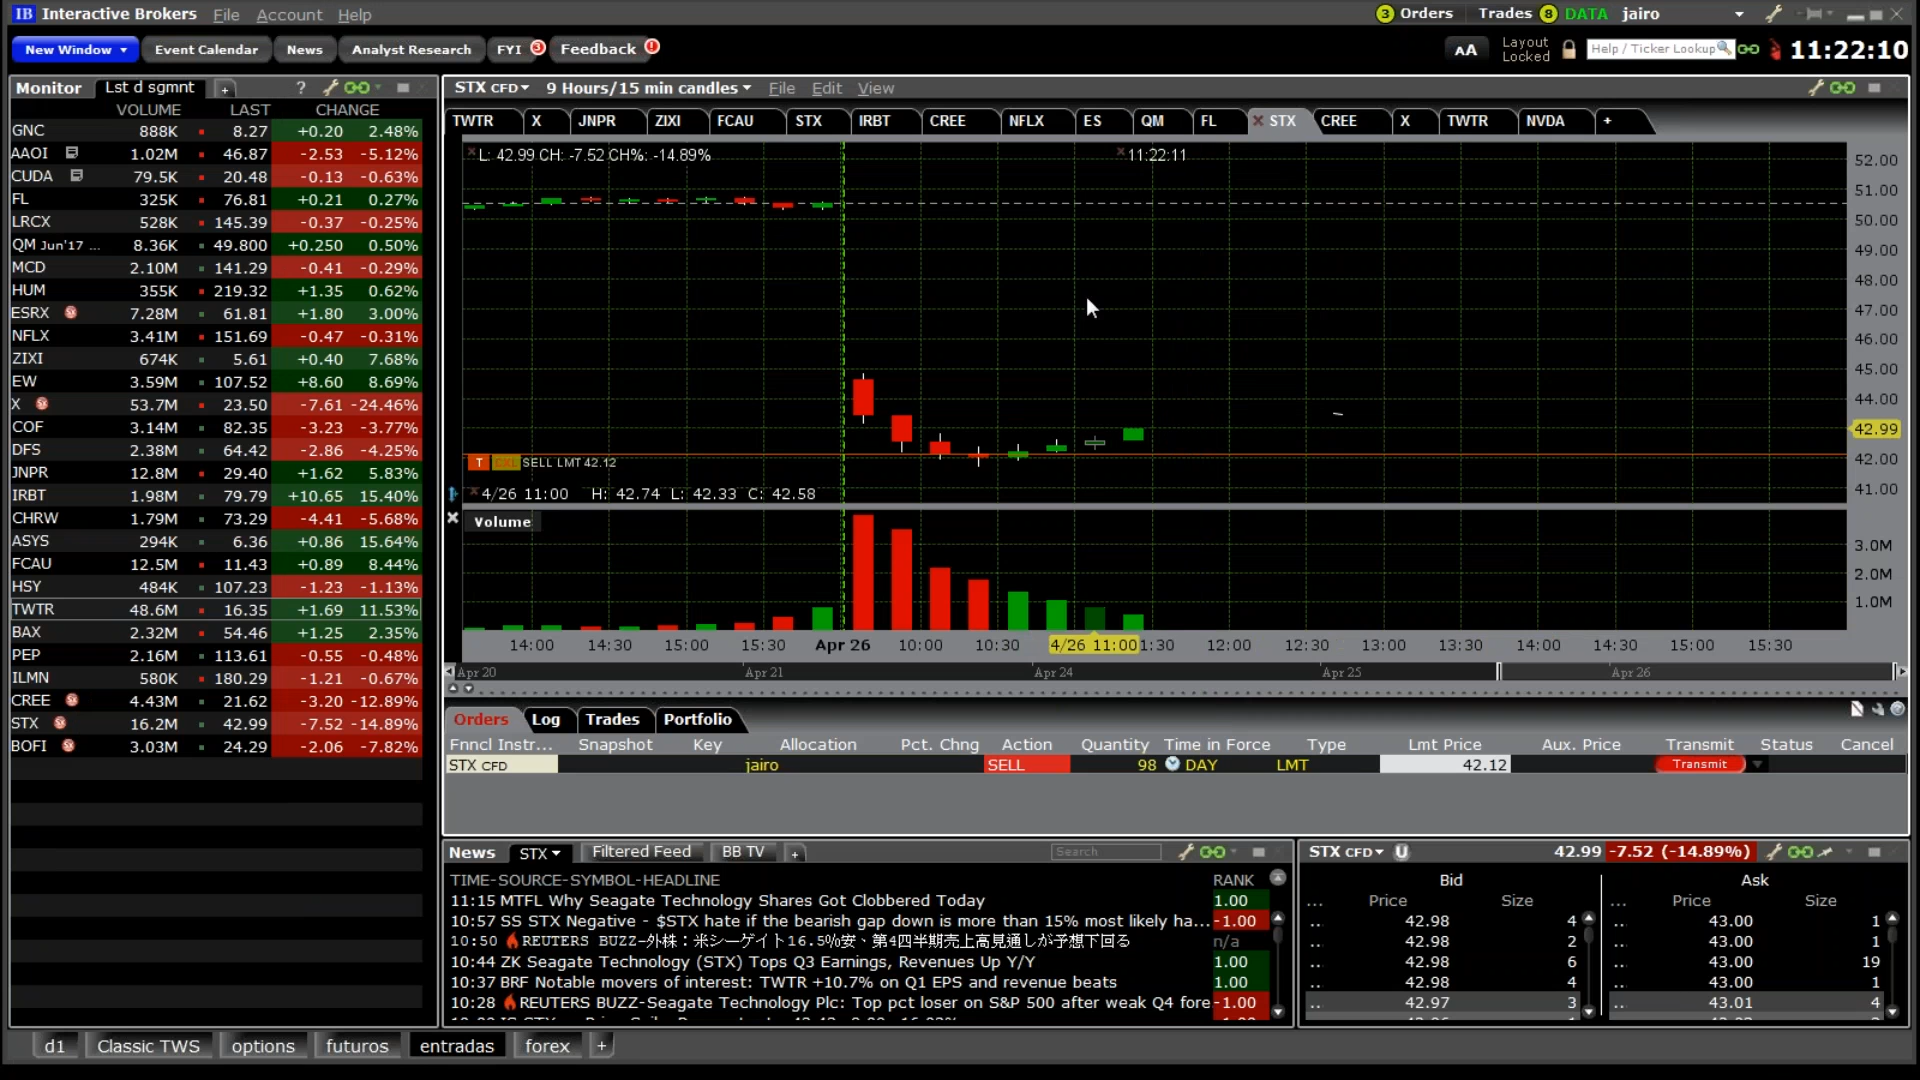 IB Interactive Brokers File Account Help 3 Orders Trades 8 DATA jairo
New Window Event Calendar News Analyst Research FYI 3 Feedback ! AA Layout Locked Help / Ticker Lookup 11:22:10
Monitor Lst d sgmnt + ?
VOLUME LAST CHANGE
GNC 888K 8.27 +0.20 2.48%
AAOI 1.02M 46.87 -2.53 -5.12%
CUDA 79.5K 20.48 -0.13 -0.63%
FL 325K 76.81 +0.21 0.27%
LRCX 528K 145.39 -0.37 -0.25%
QM Jun'17 ... 8.36K 49.800 +0.250 0.50%
MCD 2.10M 141.29 -0.41 -0.29%
HUM 355K 219.32 +1.35 0.62%
ESRX 7.28M 61.81 +1.80 3.00%
NFLX 3.41M 151.69 -0.47 -0.31%
ZIXI 674K 5.61 +0.40 7.68%
EW 3.59M 107.52 +8.60 8.69%
X 53.7M 23.50 -7.61 -24.46%
COF 3.14M 82.35 -3.23 -3.77%
DFS 2.38M 64.42 -2.86 -4.25%
JNPR 12.8M 29.40 +1.62 5.83%
IRBT 1.98M 79.79 +10.65 15.40%
CHRW 1.79M 73.29 -4.41 -5.68%
ASYS 294K 6.36 +0.86 15.64%
FCAU 12.5M 11.43 +0.89 8.44%
HSY 484K 107.23 -1.23 -1.13%
TWTR 48.6M 16.35 +1.69 11.53%
BAX 2.32M 54.46 +1.25 2.35%
PEP 2.16M 113.61 -0.55 -0.48%
ILMN 580K 180.29 -1.21 -0.67%
CREE 4.43M 21.62 -3.20 -12.89%
STX 16.2M 42.99 -7.52 -14.89%
BOFI 3.03M 24.29 -2.06 -7.82%
STX CFD 9 Hours/15 min candles File Edit View
TWTR X JNPR ZIXI FCAU STX IRBT CREE NFLX ES QM FL STX CREE X TWTR NVDA +
L: 42.99 CH: -7.52 CH%: -14.89% 11:22:11
52.00
51.00
50.00
49.00
48.00
47.00
46.00
45.00
44.00
42.99
42.00
41.00
T SELL LMT 42.12
4/26 11:00 H: 42.74 L: 42.33 C: 42.58
Volume
3.0M
2.0M
1.0M
14:00 14:30 15:00 15:30 Apr 26 10:00 10:30 4/26 11:00 1:30 12:00 12:30 13:00 13:30 14:00 14:30 15:00 15:30
Apr 20 Apr 21 Apr 24 Apr 25 Apr 26
Orders Log Trades Portfolio
Fnncl Instr... Snapshot Key Allocation Pct. Chng Action Quantity Time in Force Type Lmt Price Aux. Price Transmit Status Cancel
STX CFD jairo SELL 98 DAY LMT 42.12 Transmit
News STX Filtered Feed BB TV + Search
TIME-SOURCE-SYMBOL-HEADLINE RANK
11:15 MTFL Why Seagate Technology Shares Got Clobbered Today 1.00
10:57 SS STX Negative - $STX hate if the bearish gap down is more than 15% most likely ha... -1.00
10:50 REUTERS BUZZ-外株：米シーゲイト16.5%安、第4四半期売上高見通しが予想下回る n/a
10:44 ZK Seagate Technology (STX) Tops Q3 Earnings, Revenues Up Y/Y 1.00
10:37 BRF Notable movers of interest: TWTR +10.7% on Q1 EPS and revenue beats 1.00
10:28 REUTERS BUZZ-Seagate Technology Plc: Top pct loser on S&P 500 after weak Q4 fore -1.00
STX CFD U 42.99 -7.52 (-14.89%)
Bid Ask
... Price Size ... Price Size
... 42.98 4 ... 43.00 1
... 42.98 2 ... 43.00 1
... 42.98 6 ... 43.00 19
... 42.98 4 ... 43.00 1
... 42.97 3 ... 43.01 4
d1 Classic TWS options futuros entradas forex +